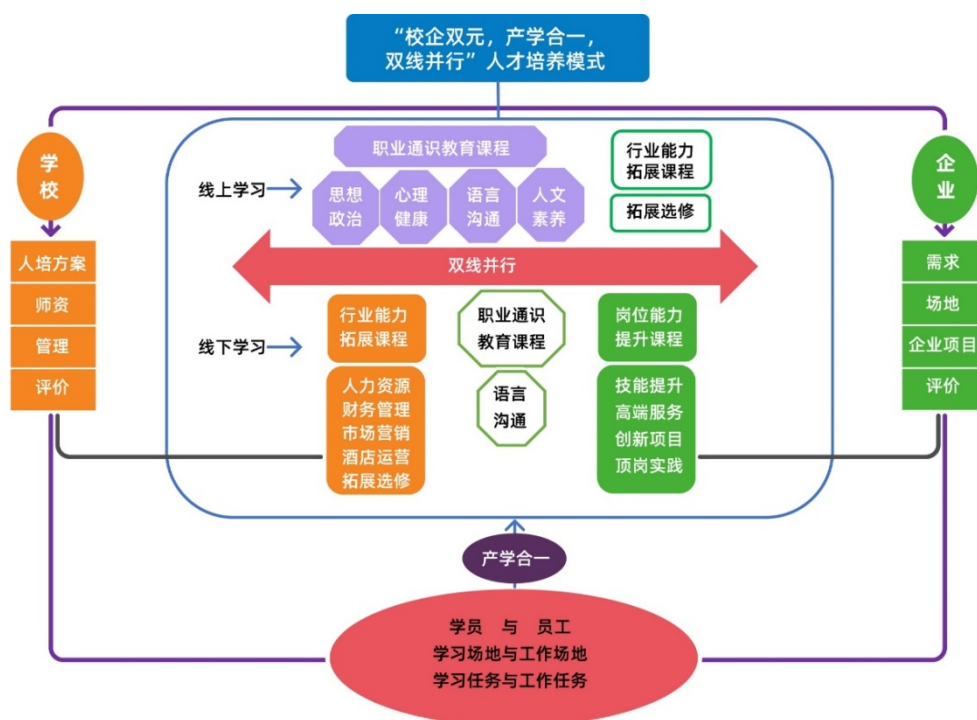 “校企双元，产学合一，
双线并行”人才培养模式
学
校
人培方案
师资
管理
评价
线上学习
职业通识教育课程
思想
政治
心理
健康
语言
沟通
人文
素养
行业能力
拓展课程
拓展选修
双线并行
线下学习
行业能力
拓展课程
人力资源
财务管理
市场营销
酒店运营
拓展选修
职业通识
教育课程
语言
沟通
岗位能力
提升课程
技能提升
高端服务
创新项目
顶岗实践
企
业
需求
场地
企业项目
评价
产学合一
学员 与 员工
学习场地与工作场地
学习任务与工作任务